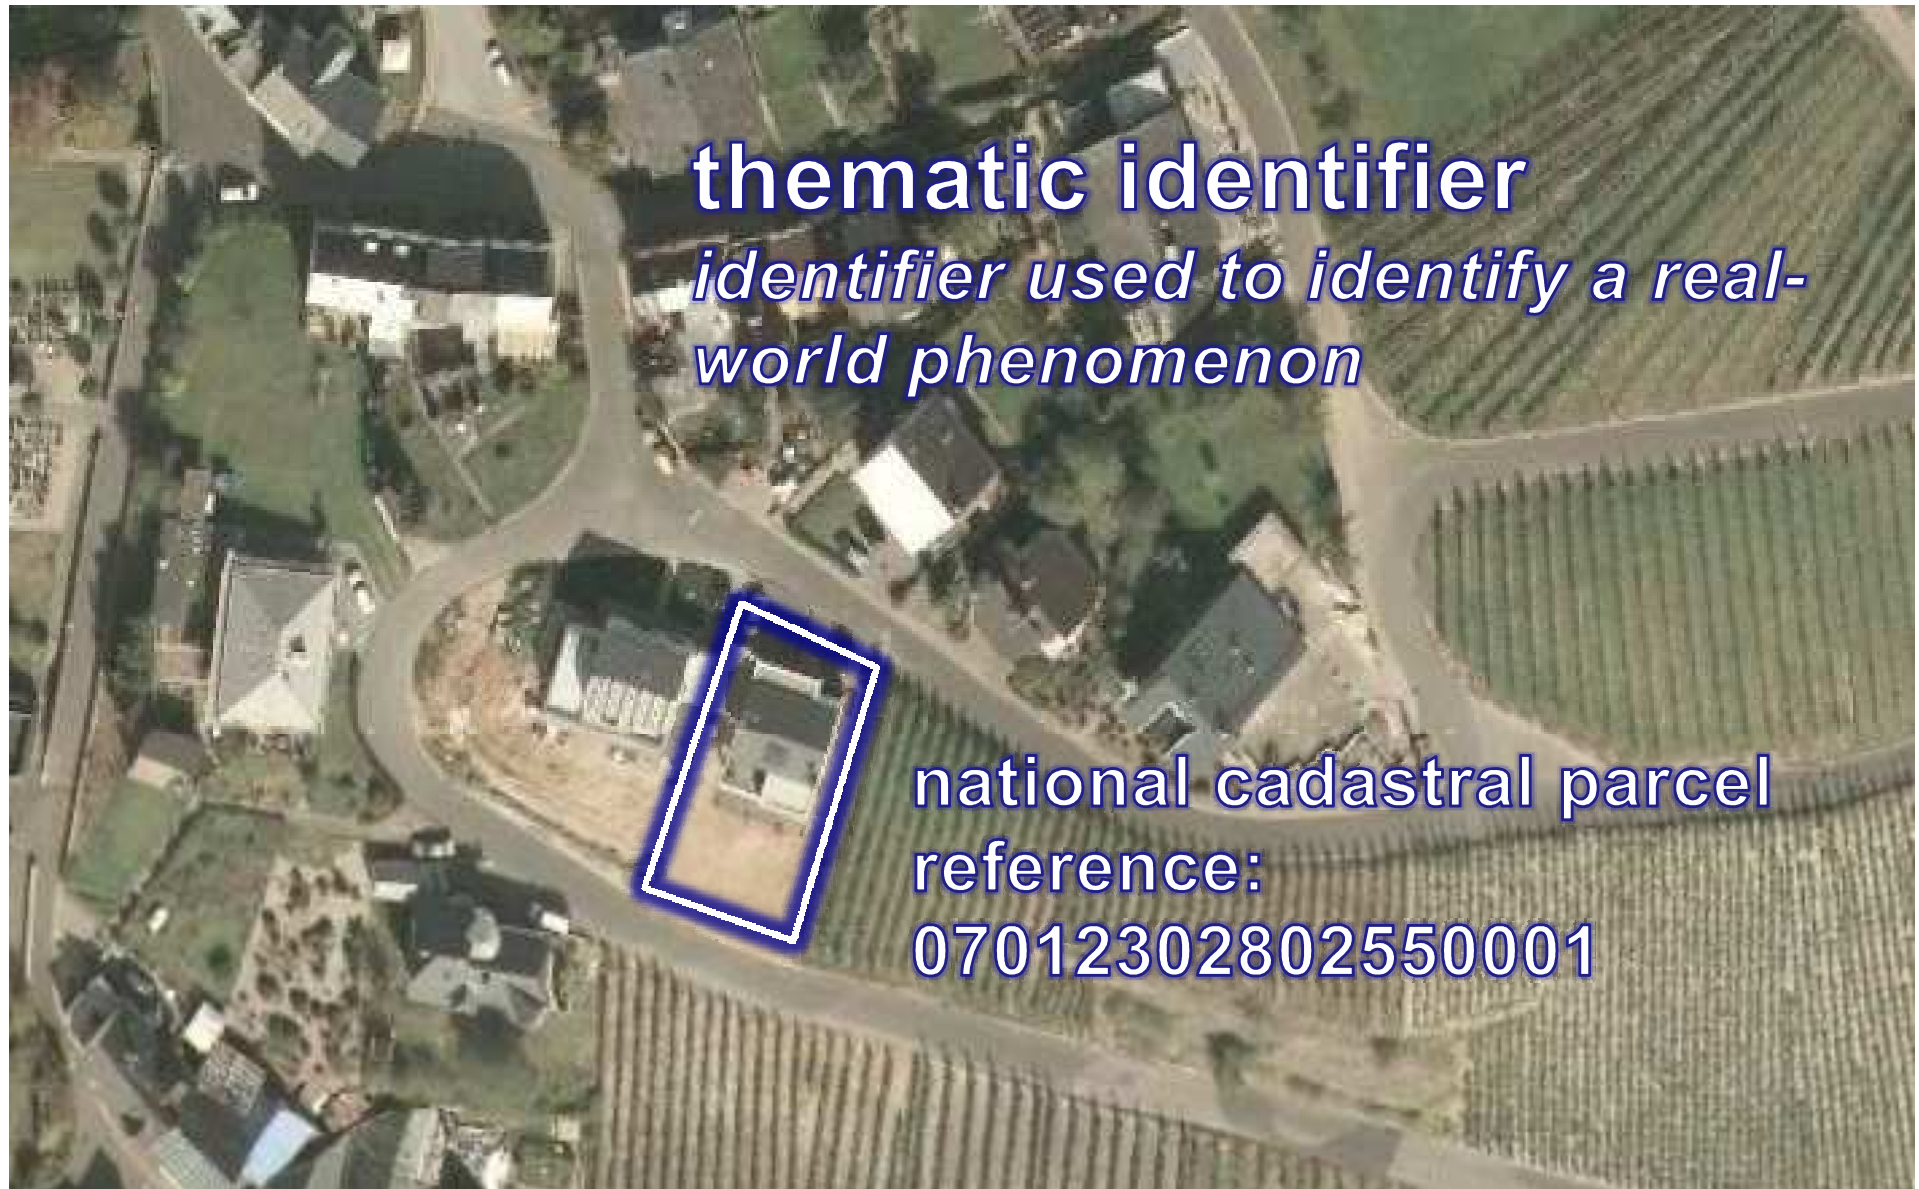 thematic identifier
identifier used to identify a real-
world phenomenon
national cadastral parcel
reference:
07012302802550001